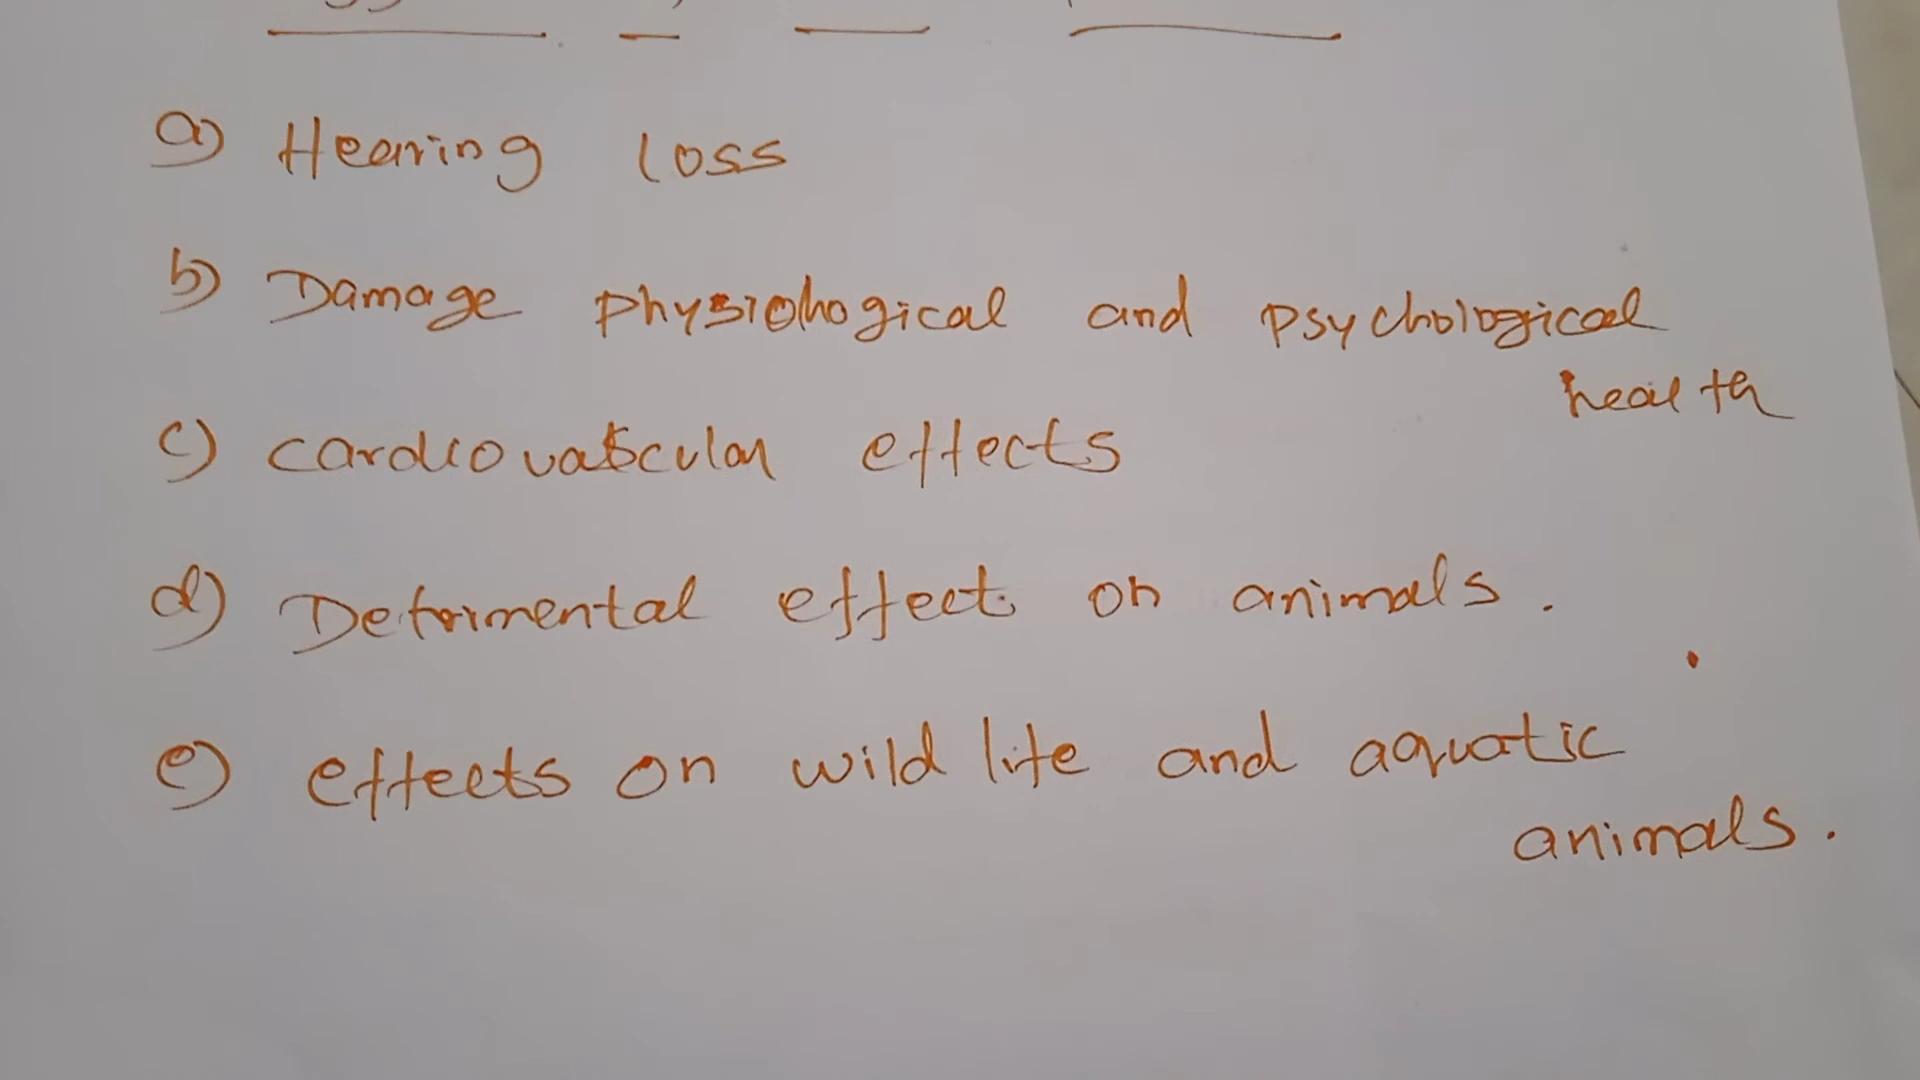 a) Hearing loss
b) Damage physiological and psychological
health
c) cardiovascular effects
d) Detrimental effect on animals.
e) effects on wild life and aquatic
animals.